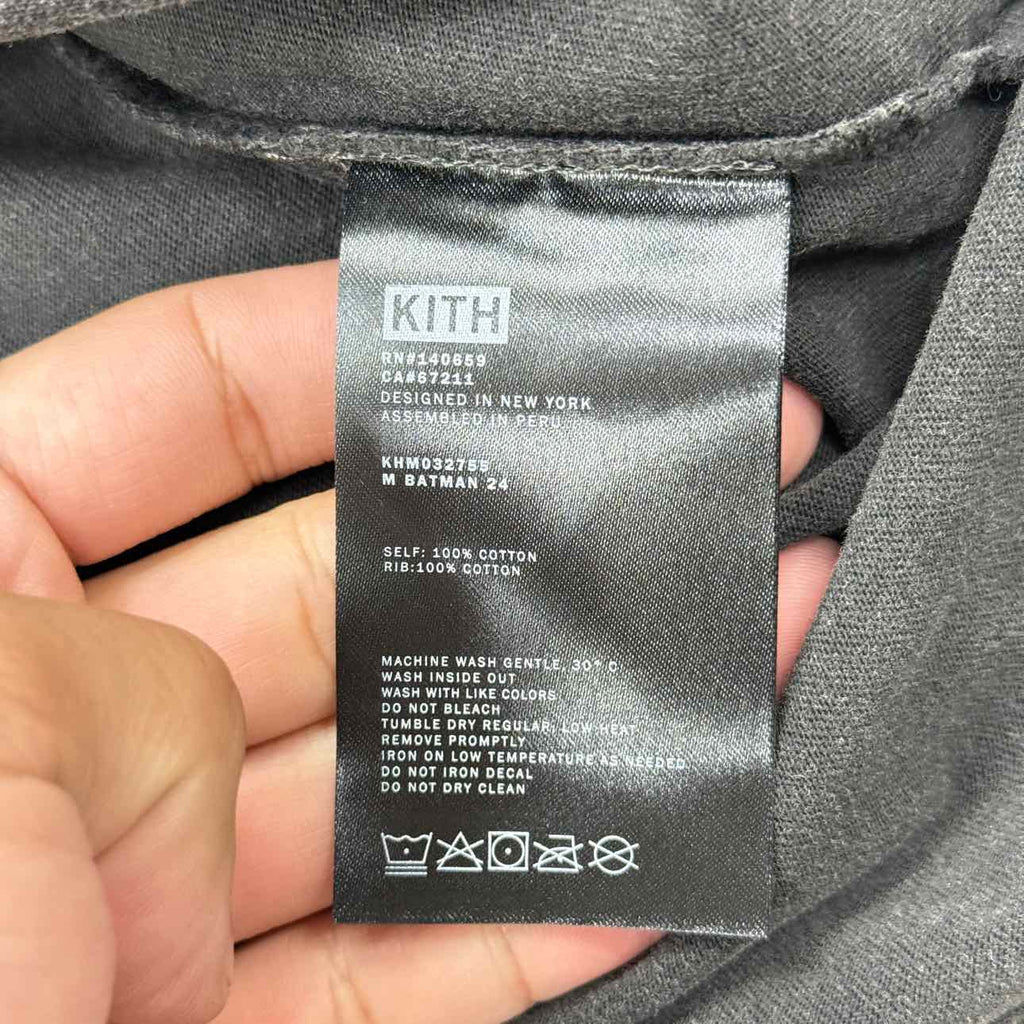 KITH
RN#140659
CA#57211
DESIGNED IN NEW YORK
ASSEMBLED IN PERU
KHM032755
M BATMAN 24
SELF: 100% COTTON
RIB:100% COTTON
MACHINE WASH GENTLE, 30° C
WASH INSIDE OUT
WASH WITH LIKE COLORS
DO NOT BLEACH
TUMBLE DRY REGULAR, LOW HEAT
REMOVE PROMPTLY
IRON ON LOW TEMPERATURE AS NEEDED
DO NOT IRON DECAL
DO NOT DRY CLEAN